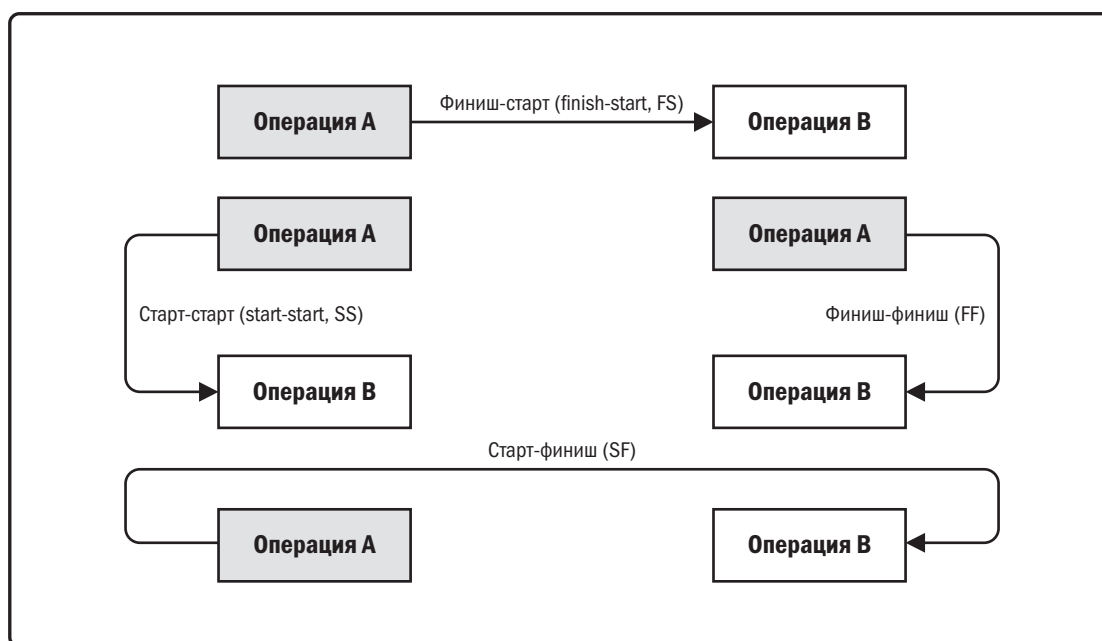 Операция A
Финиш-старт (finish-start, FS)
Операция B
Операция A
Операция A
Старт-старт (start-start, SS)
Финиш-финиш (FF)
Операция B
Операция B
Старт-финиш (SF)
Операция A
Операция B